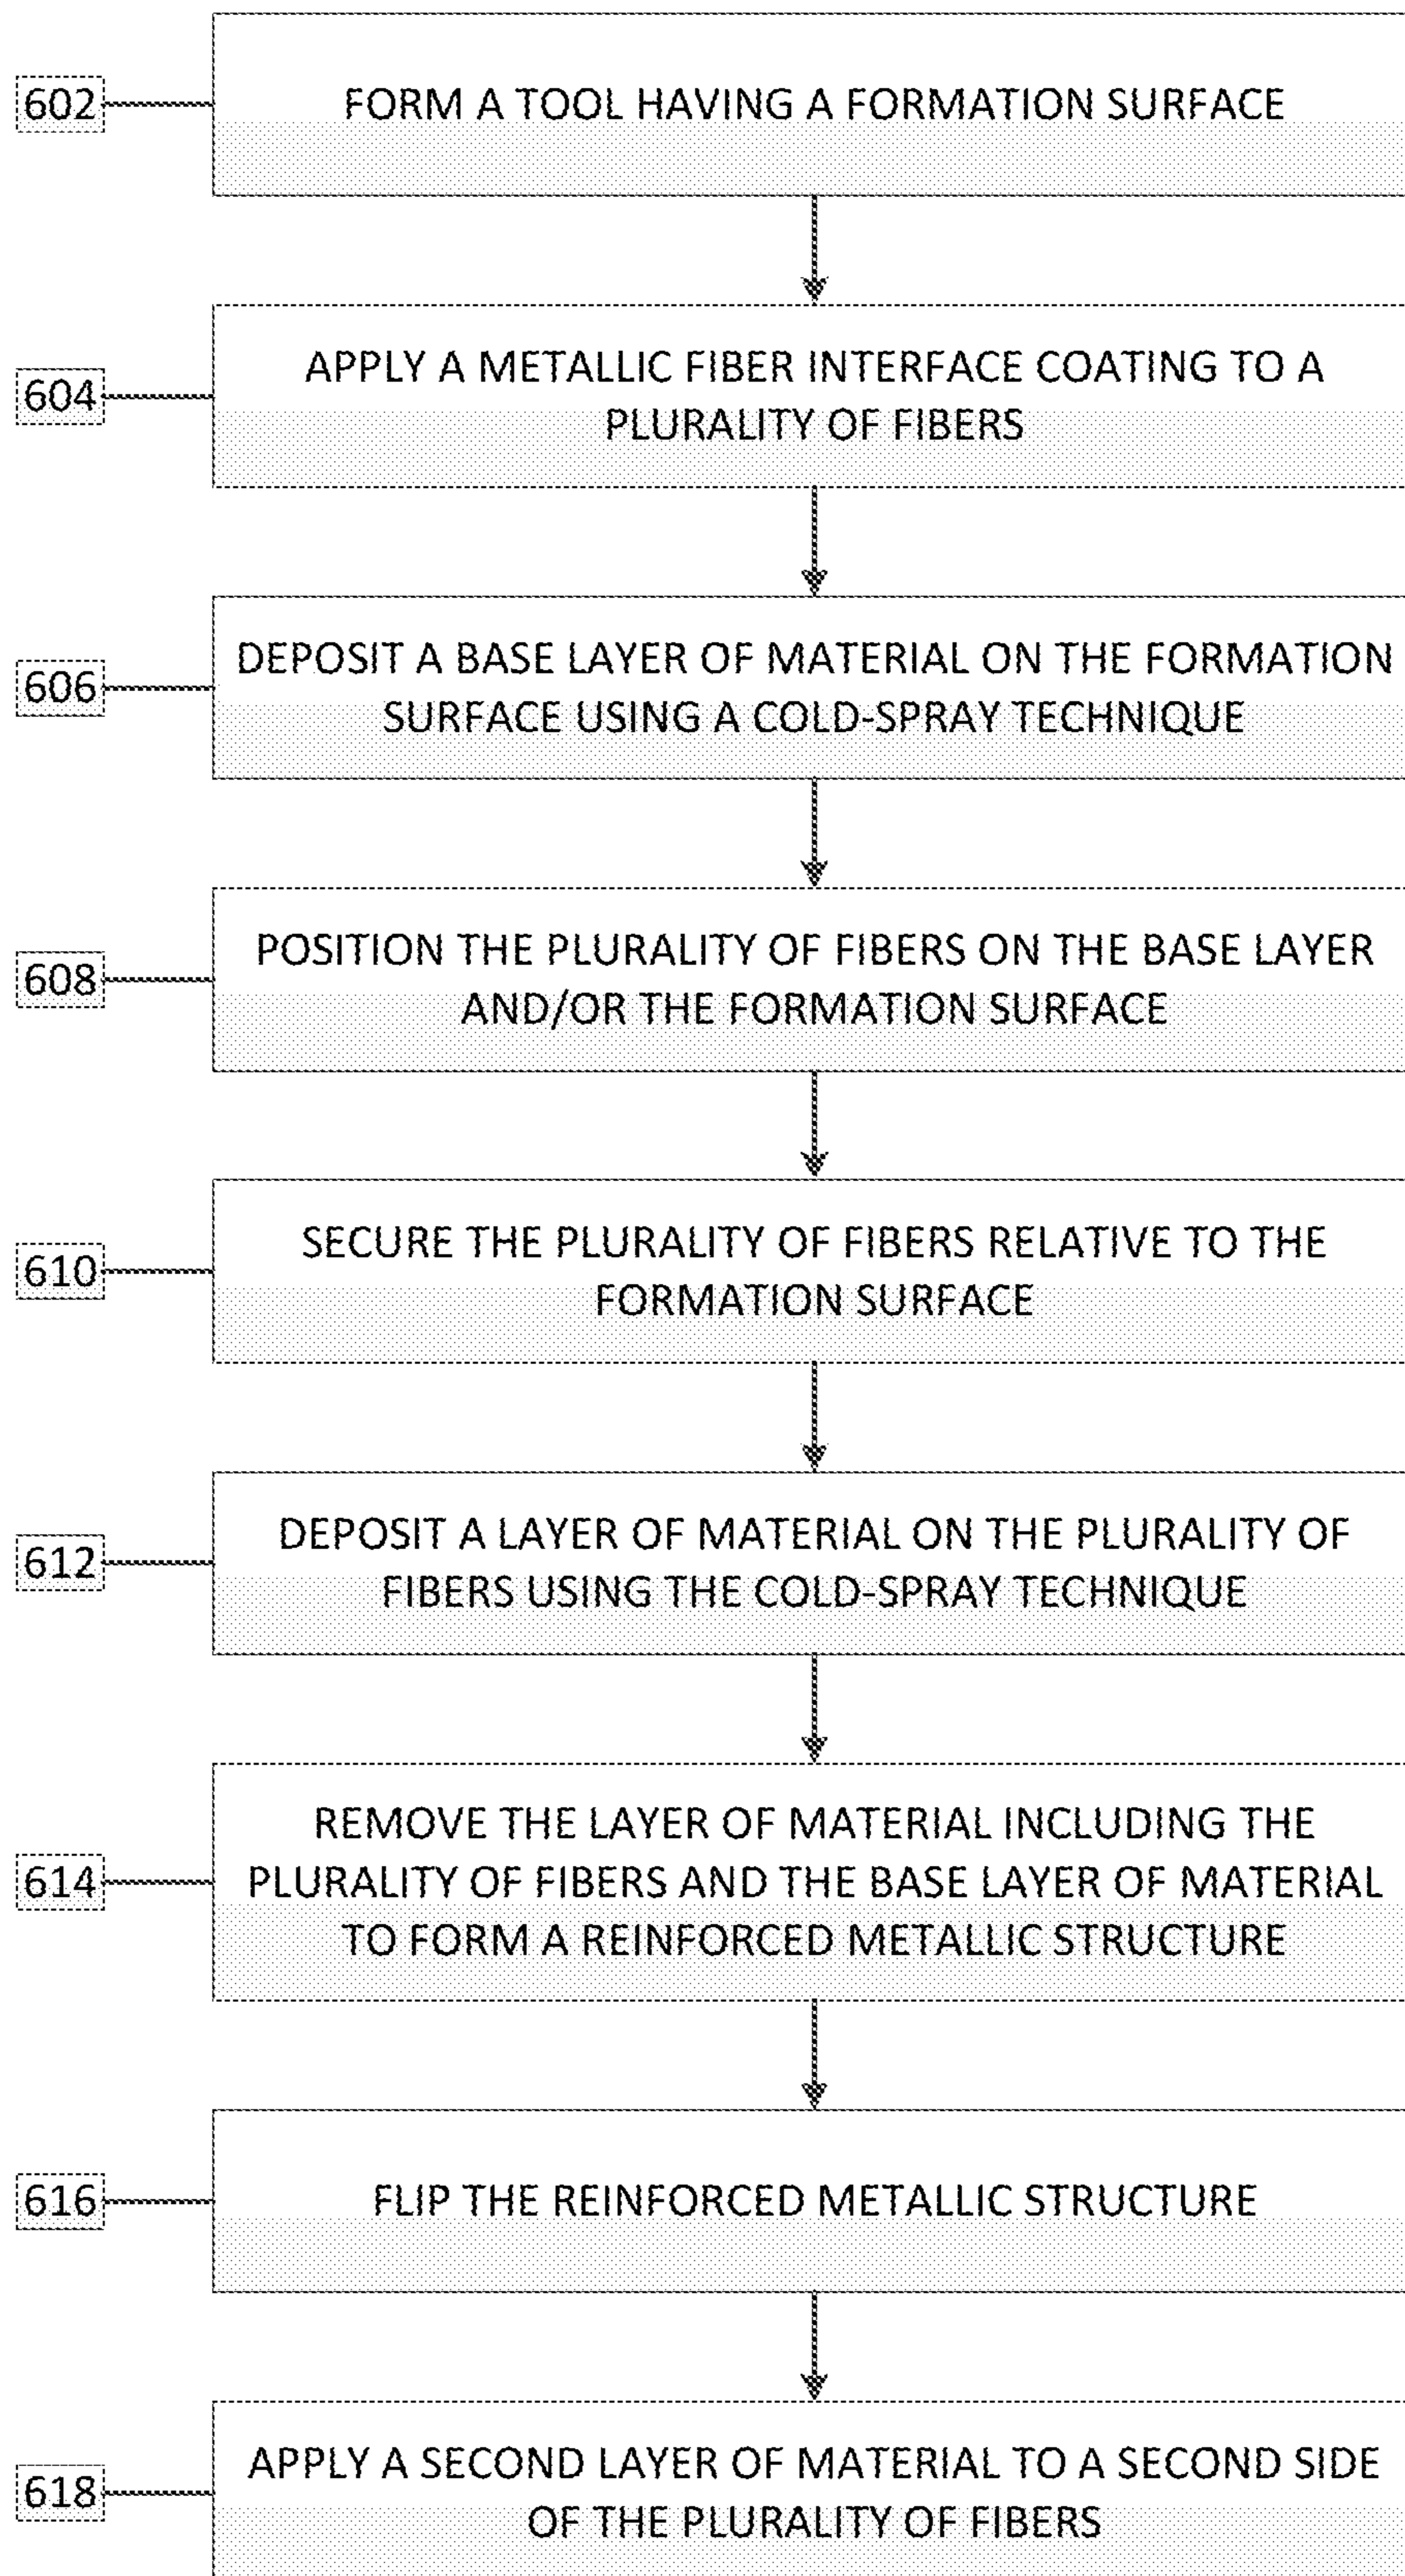 602
FORM A TOOL HAVING A FORMATION SURFACE
604
APPLY A METALLIC FIBER INTERFACE COATING TO A
PLURALITY OF FIBERS
606
DEPOSIT A BASE LAYER OF MATERIAL ON THE FORMATION
SURFACE USING A COLD-SPRAY TECHNIQUE
608
POSITION THE PLURALITY OF FIBERS ON THE BASE LAYER
AND/OR THE FORMATION SURFACE
610
SECURE THE PLURALITY OF FIBERS RELATIVE TO THE
FORMATION SURFACE
612
DEPOSIT A LAYER OF MATERIAL ON THE PLURALITY OF
FIBERS USING THE COLD-SPRAY TECHNIQUE
614
REMOVE THE LAYER OF MATERIAL INCLUDING THE
PLURALITY OF FIBERS AND THE BASE LAYER OF MATERIAL
TO FORM A REINFORCED METALLIC STRUCTURE
616
FLIP THE REINFORCED METALLIC STRUCTURE
618
APPLY A SECOND LAYER OF MATERIAL TO A SECOND SIDE
OF THE PLURALITY OF FIBERS